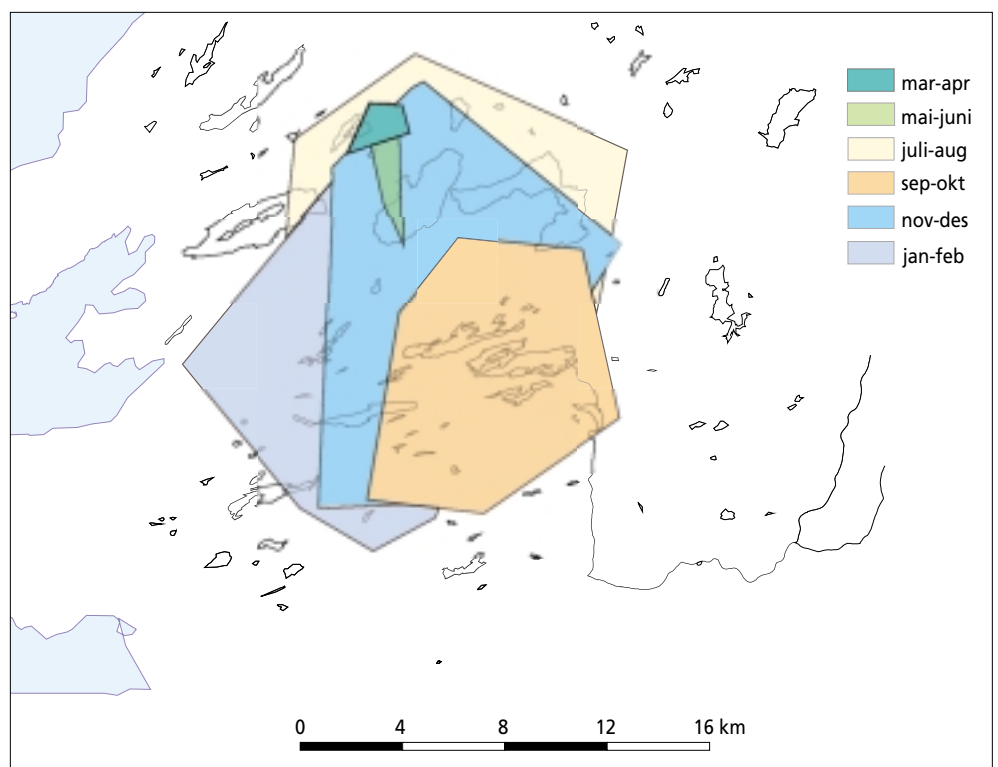 mar-apr
mai-juni
juli-aug
sep-okt
nov-des
jan-feb
0 4 8 12 16 km